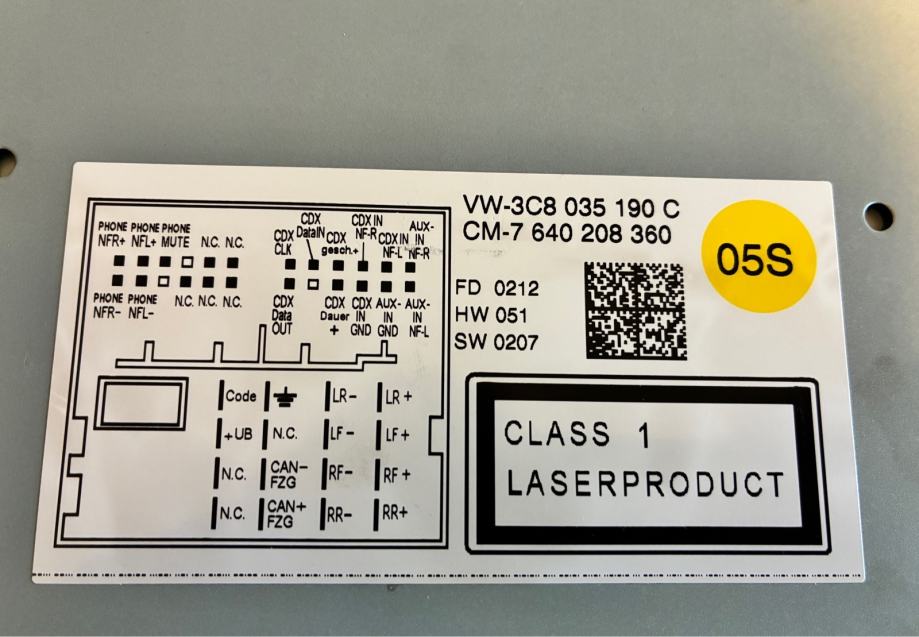 VW-3C8 035 190 C
CM-7 640 208 360
05S
FD 0212
HW 051
SW 0207
PHONE PHONE PHONE
NFR+ NFL+ MUTE N.C. N.C.
PHONE PHONE
NFR- NFL-
N.C. N.C. N.C.
CDX
CLK
CDX
DataIN
CDX
gesch.+
CDX IN
NF-R
CDX IN
NF-L
AUX-
IN
NF-R
CDX
Data
OUT
CDX
Dauer
+
CDX
IN
GND
AUX-
IN
GND
AUX-
IN
NF-L
Code LR- LR+
+UB N.C. LF- LF+
N.C. CAN-
FZG RF- RF+
N.C. CAN+
FZG RR- RR+
CLASS 1
LASERPRODUCT